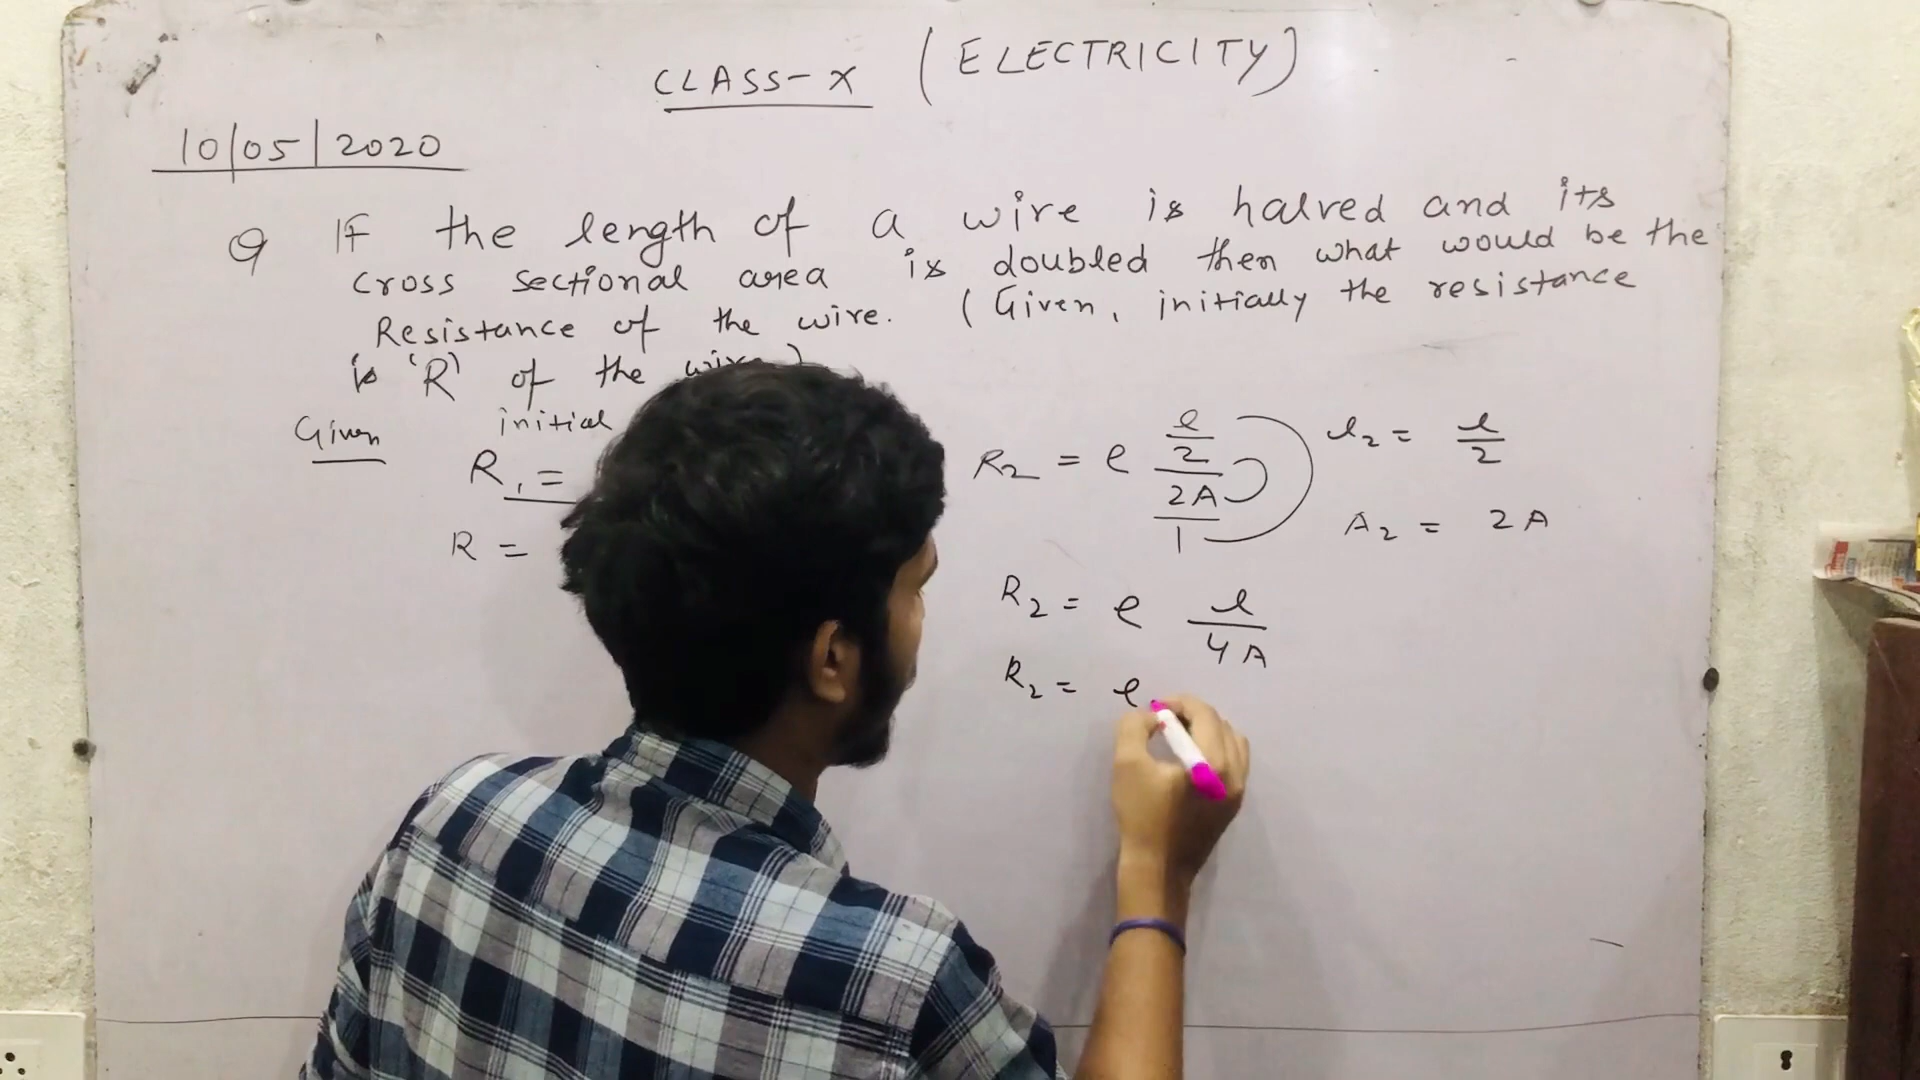 CLASS-X (ELECTRICITY)
10/05/2020
Q IF the length of a wire is halved and its
cross sectional area is doubled then what would be the
Resistance of the wire. (Given, initially the resistance
is 'R' of the wire)
Given initial
R₁ =
R =
R₂ = ρ l/2 / 2A / 1
l₂ = l/2
A₂ = 2A
R₂ = ρ l/4A
R₂ = ρ